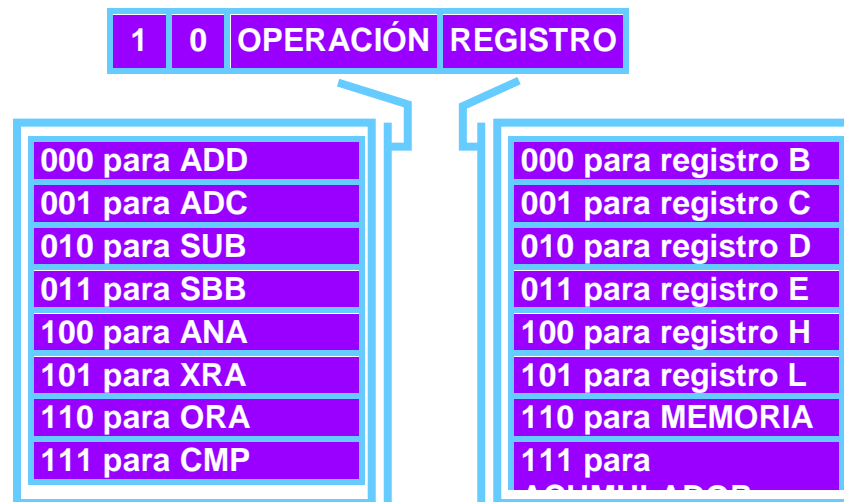 1 0 OPERACIÓN REGISTRO
000 para ADD
001 para ADC
010 para SUB
011 para SBB
100 para ANA
101 para XRA
110 para ORA
111 para CMP
000 para registro B
001 para registro C
010 para registro D
011 para registro E
100 para registro H
101 para registro L
110 para MEMORIA
111 para
ACUMULADOR